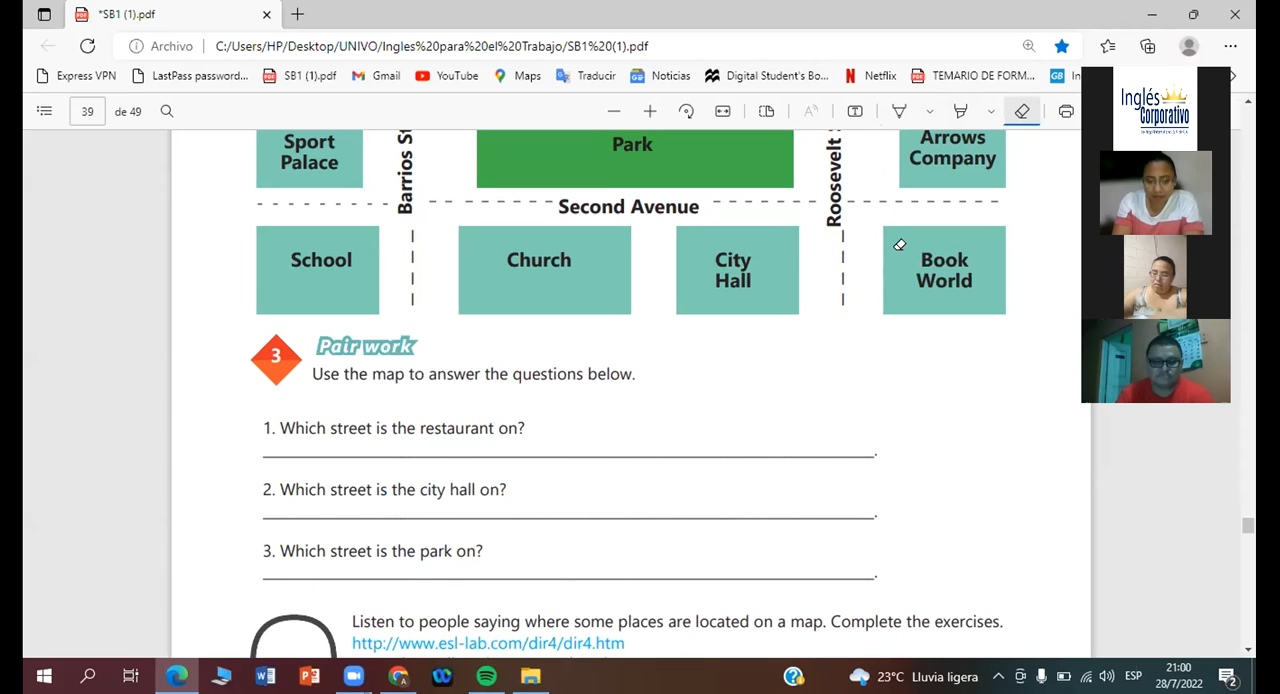 *SB1 (1).pdf
Archivo
C:/Users/HP/Desktop/UNIVO/Ingles%20para%20el%20Trabajo/SB1%20(1).pdf
Express VPN
LastPass password...
SB1 (1).pdf
Gmail
YouTube
Maps
Traducir
Noticias
Digital Student's Bo...
Netflix
TEMARIO DE FORM...
39
de 49
Inglés
Corporativo
Sport
Palace
Barrios
Park
Roosevelt
Arrows
Company
Second Avenue
School
Church
City
Hall
Book
World
3
Pair work
Use the map to answer the questions below.
1. Which street is the restaurant on?
2. Which street is the city hall on?
3. Which street is the park on?
Listen to people saying where some places are located on a map. Complete the exercises.
http://www.esl-lab.com/dir4/dir4.htm
23°C Lluvia ligera
ESP
21:00
28/7/2022
2